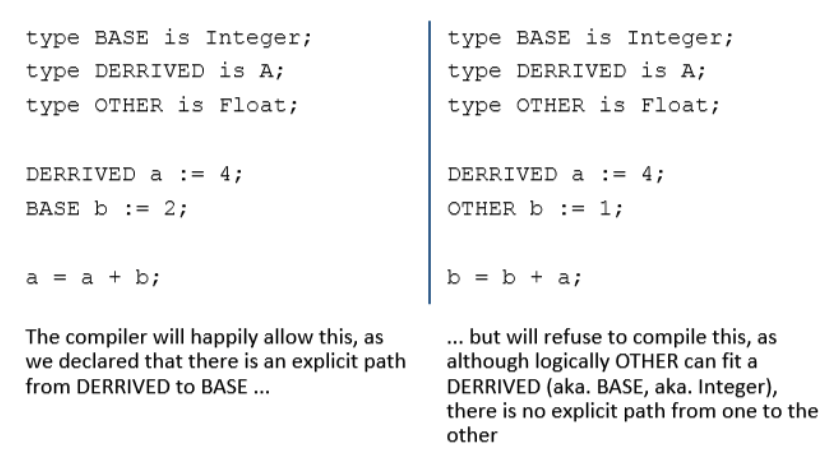 type BASE is Integer;
type DERRIVED is A;
type OTHER is Float;
DERRIVED a := 4;
BASE b := 2;
a = a + b;
The compiler will happily allow this, as
we declared that there is an explicit path
from DERRIVED to BASE ...
type BASE is Integer;
type DERRIVED is A;
type OTHER is Float;
DERRIVED a := 4;
OTHER b := 1;
b = b + a;
... but will refuse to compile this, as
although logically OTHER can fit a
DERRIVED (aka. BASE, aka. Integer),
there is no explicit path from one to the
other